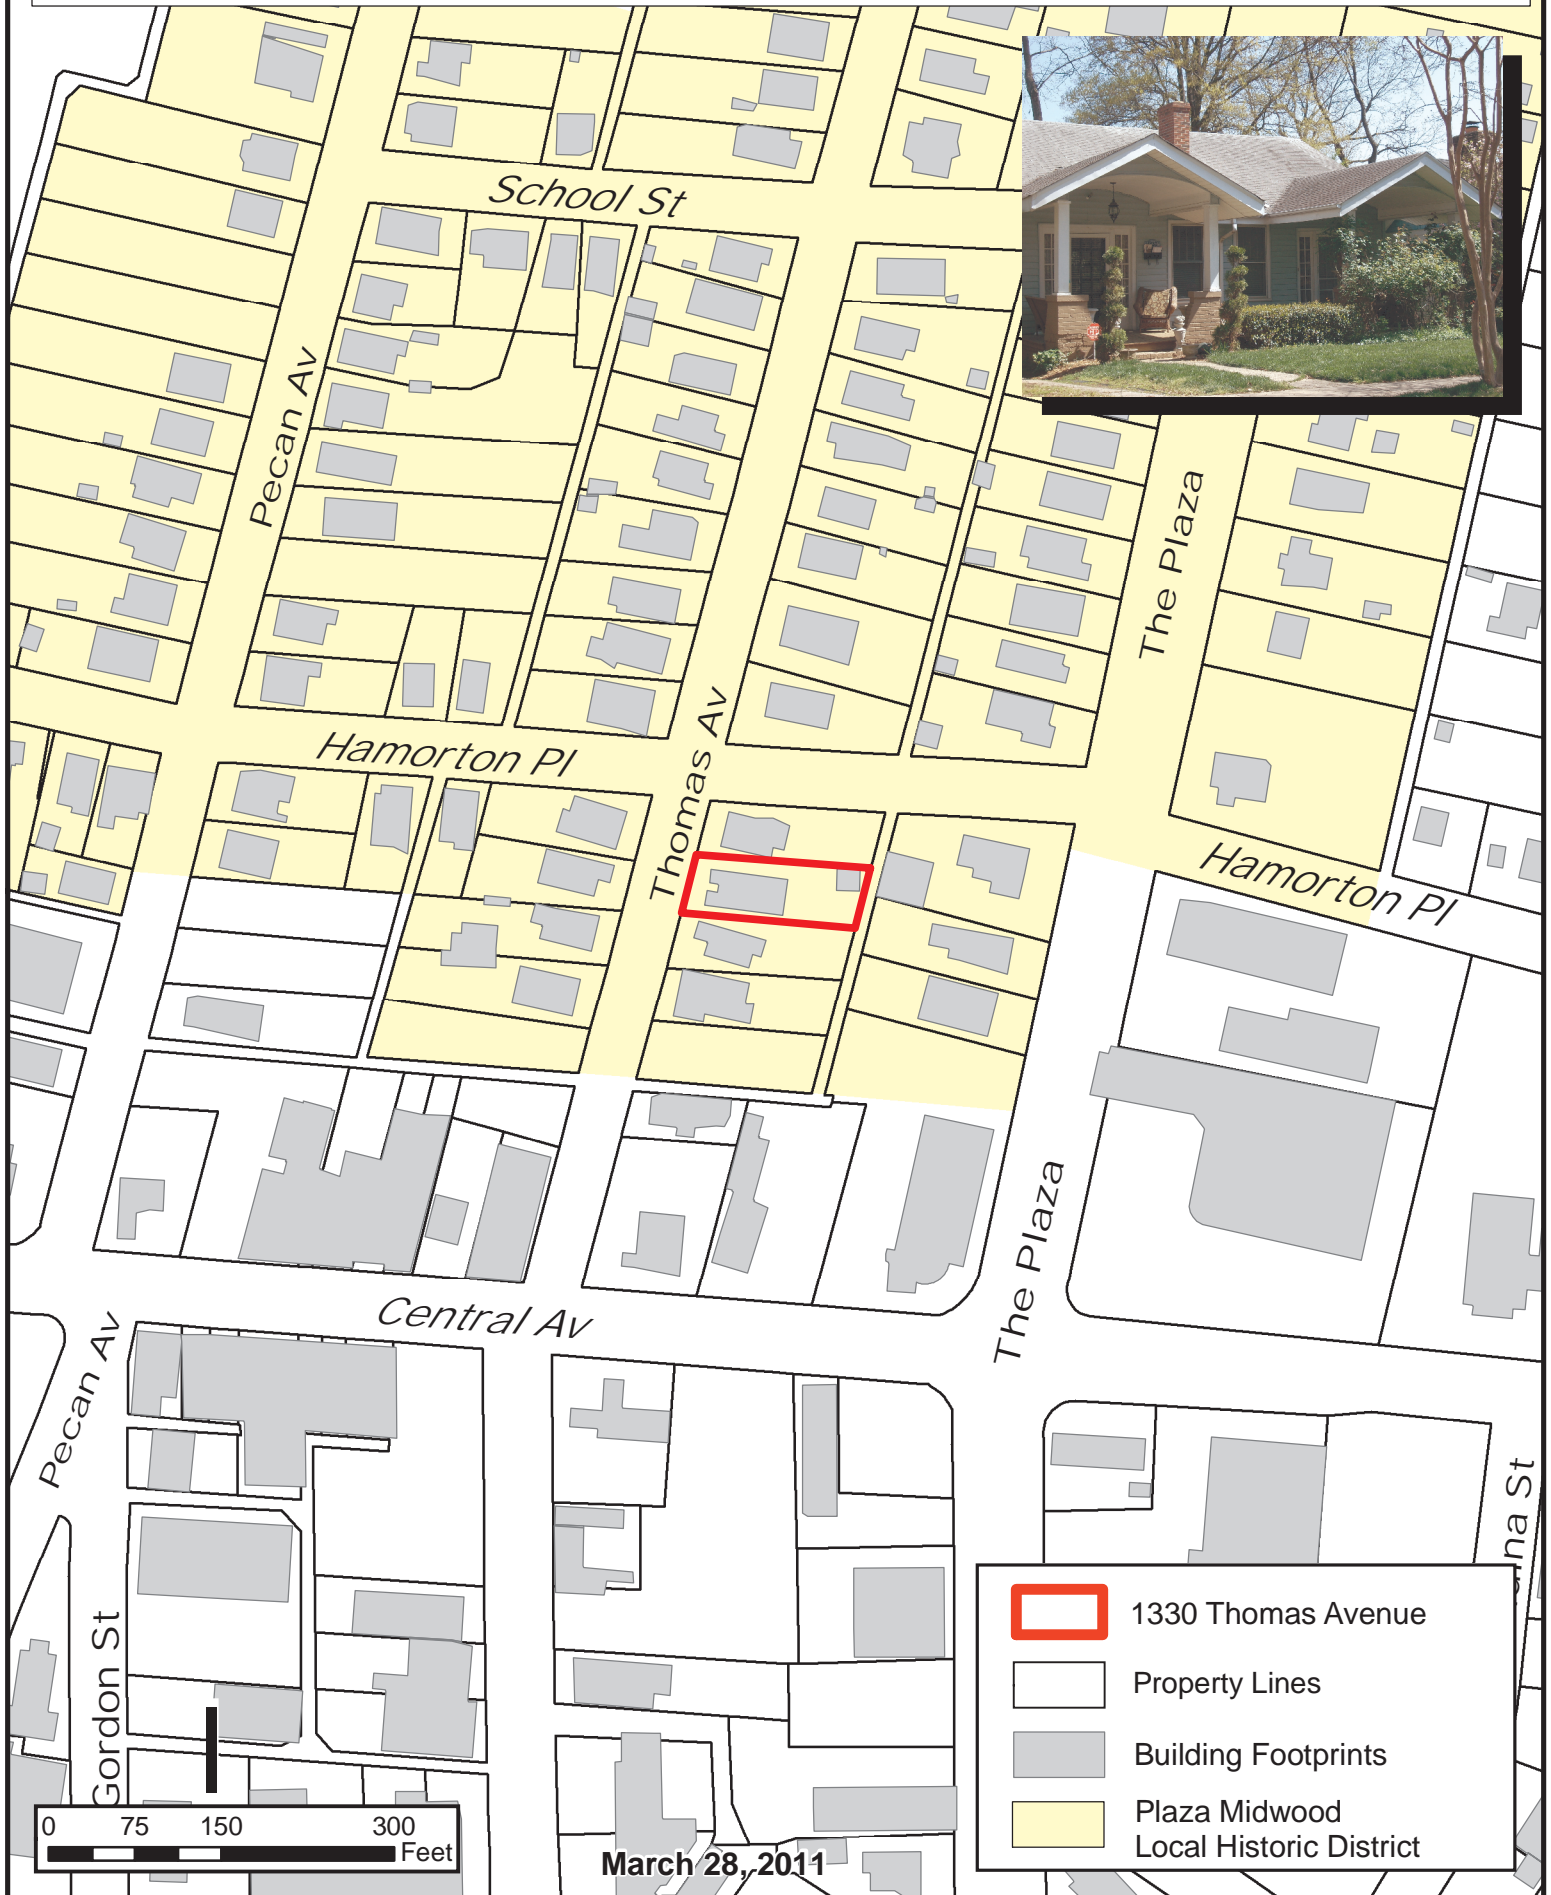 School St
Pecan Av
The Plaza
Thomas Av
Hamorton Pl
Hamorton Pl
The Plaza
Central Av
Pecan Av
Gordon St
St
1330 Thomas Avenue
Property Lines
Building Footprints
Plaza Midwood
Local Historic District
0 75 150 300
Feet
March 28, 2011